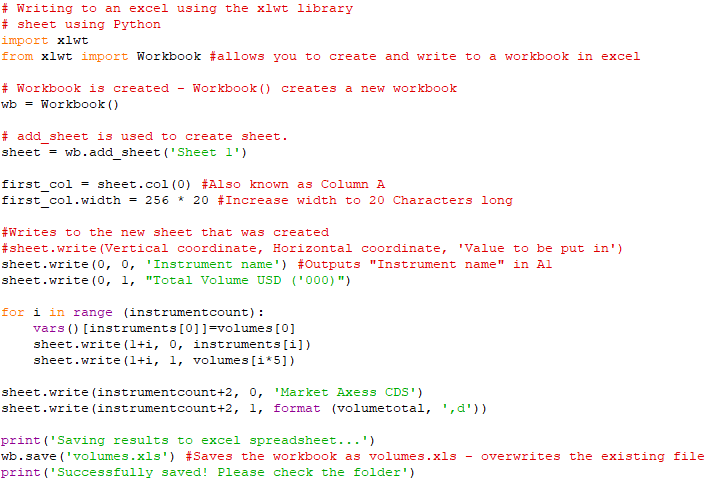 # Writing to an excel using the xlwt library
# sheet using Python
import xlwt
from xlwt import Workbook #allows you to create and write to a workbook in excel
# Workbook is created - Workbook() creates a new workbook
wb = Workbook()
# add_sheet is used to create sheet.
sheet = wb.add_sheet('Sheet 1')
first_col = sheet.col(0) #Also known as Column A
first_col.width = 256 * 20 #Increase width to 20 Characters long
#Writes to the new sheet that was created
#sheet.write(Vertical coordinate, Horizontal coordinate, 'Value to be put in')
sheet.write(0, 0, 'Instrument name') #Outputs "Instrument name" in A1
sheet.write(0, 1, "Total Volume USD ('000)")
for i in range (instrumentcount):
    vars()[instruments[0]]=volumes[0]
    sheet.write(1+i, 0, instruments[i])
    sheet.write(1+i, 1, volumes[i*5])
sheet.write(instrumentcount+2, 0, 'Market Axess CDS')
sheet.write(instrumentcount+2, 1, format (volumetotal, ',d'))
print('Saving results to excel spreadsheet...')
wb.save('volumes.xls') #Saves the workbook as volumes.xls - overwrites the existing file
print('Successfully saved! Please check the folder')